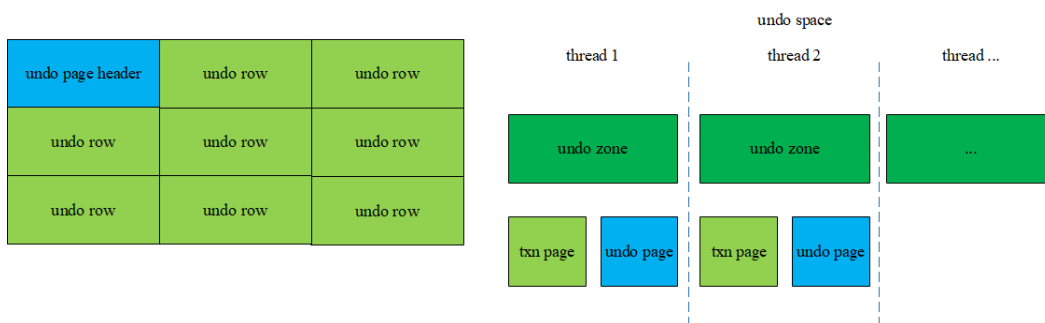 undo page header undo row undo row
undo row undo row undo row
undo row undo row undo row
undo space
thread 1 thread 2 thread ...
undo zone undo zone ...
txn page undo page txn page undo page